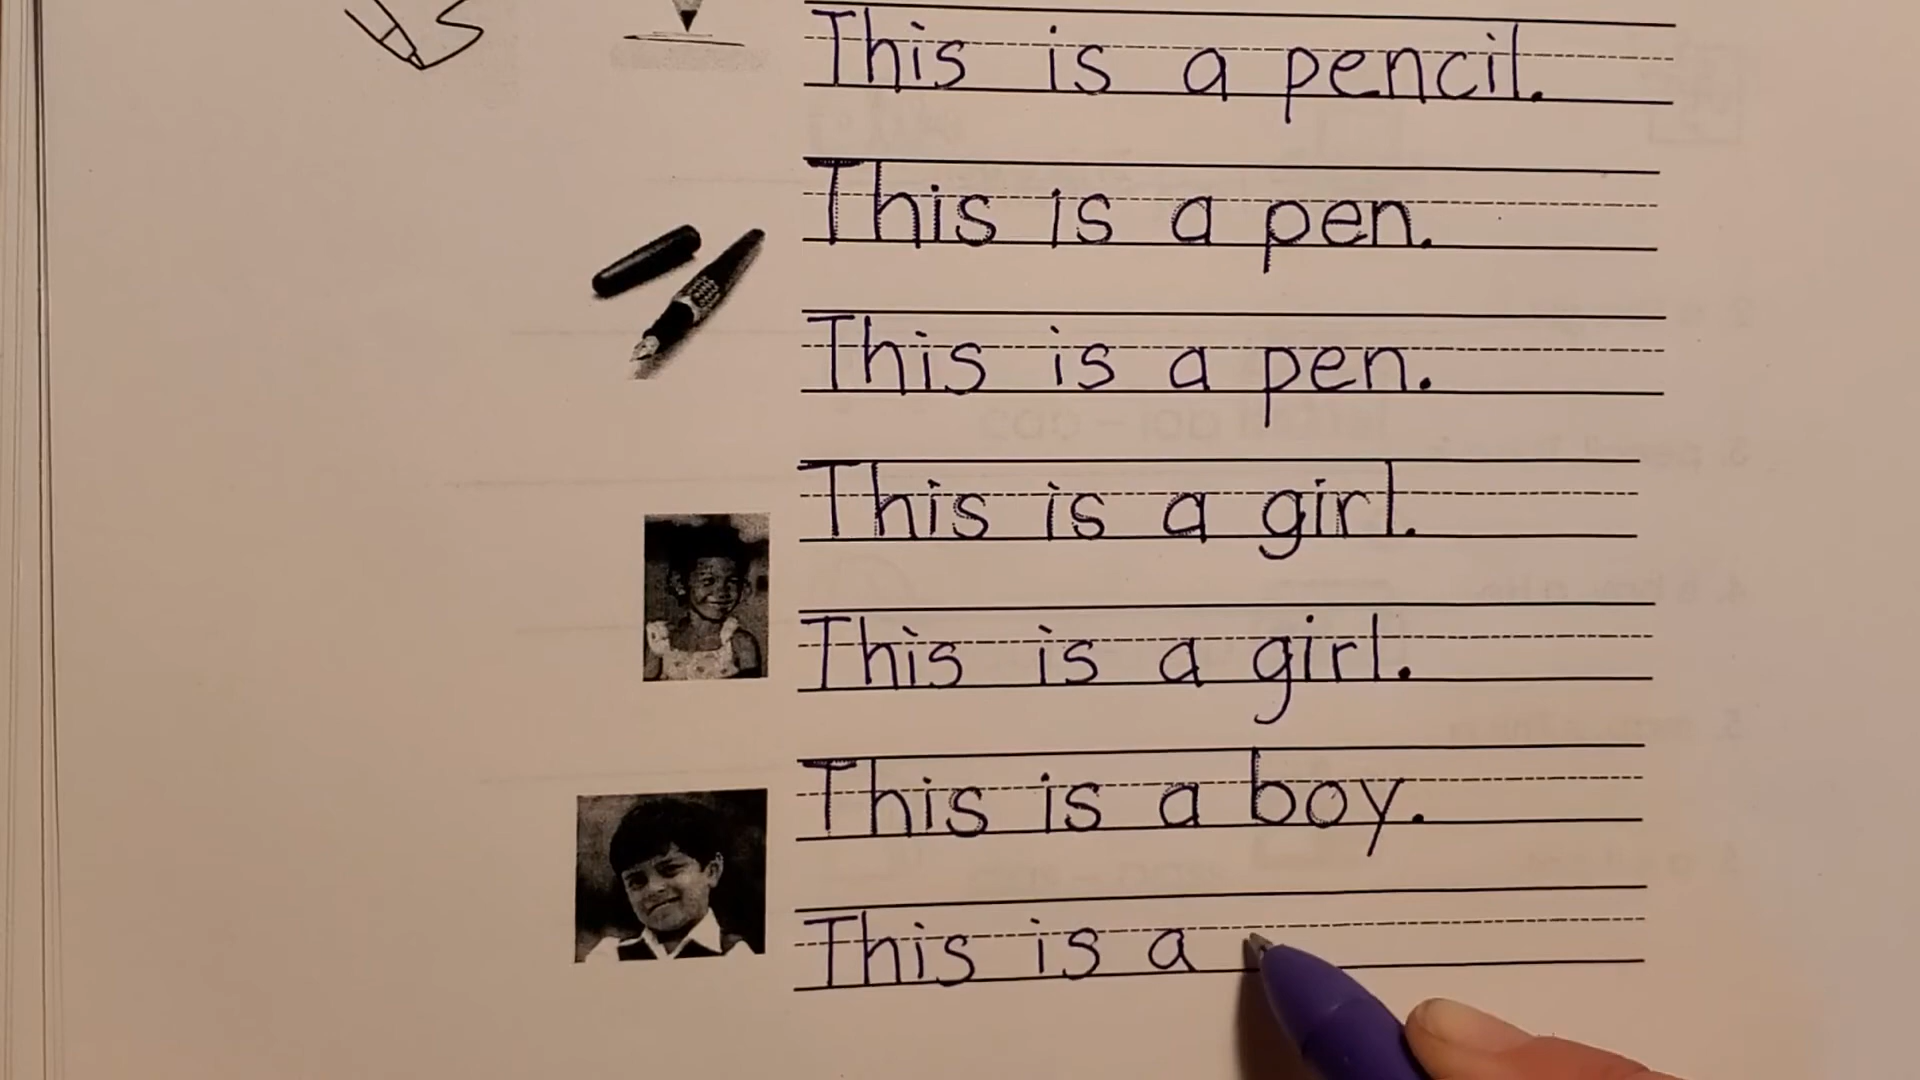 This is a pencil.
This is a pen.
This is a pen.
This is a girl.
This is a girl.
This is a boy.
This is a